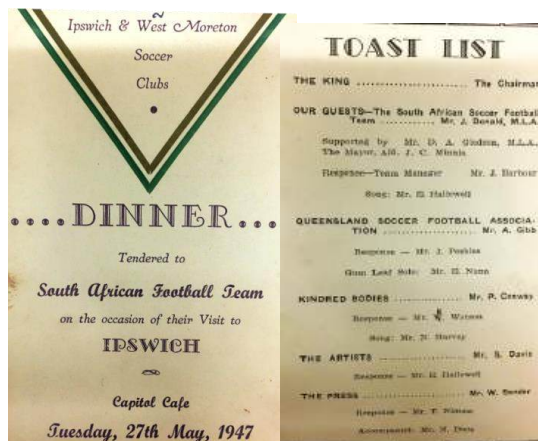 Ipswich & West Moreton
Soccer
Clubs
DINNER
Tendered to
South African Football Team
on the occasion of their Visit to
IPSWICH
Capitol Cafe
Tuesday, 27th May, 1947
TOAST LIST
THE KING .................... The Chairman
OUR GUESTS—The South African Soccer Football
Team ........... Mr. J. Donald, M.L.A.
Supported by Mr. D. A. Gledson, M.L.A.,
The Mayor, Ald. J. C. Minnis
Response—Team Manager Mr. J. Barbour
Song: Mr. E. Hallowell
QUEENSLAND SOCCER FOOTBALL ASSOCIA-
TION ........................ Mr. A. Gibb
Response — Mr. J. Perkins
Gum Leaf Solo: Mr. H. Nunn
KINDRED BODIES ............... Mr. P. Conway
Response — Mr. Watson
Song: Mr. N. Harvey
THE ARTISTS ................... Mr. S. Davis
Response — Mr. E. Hallowell
THE PRESS ................... Mr. W.
Response — Mr. T.
Mr. H.